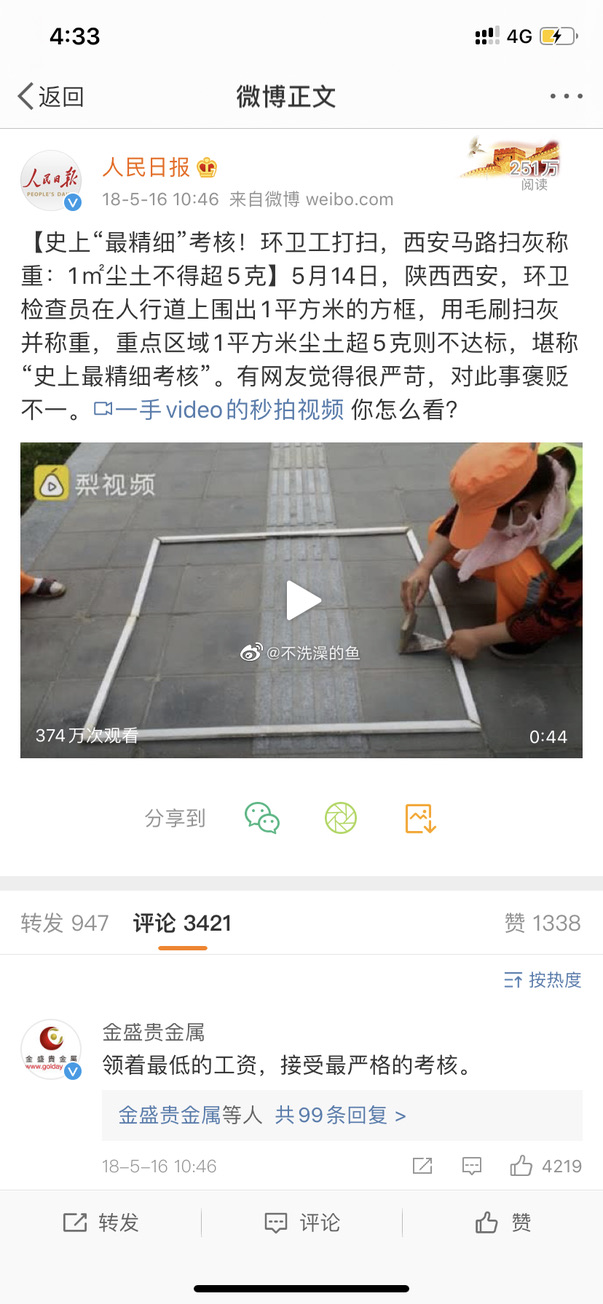 4:33
4G
返回
微博正文
人民日报
PEOPLE'S DA
人民日报
251万
阅读
18-5-16 10:46 来自微博 weibo.com
【史上“最精细”考核！环卫工打扫，西安马路扫灰称
重：1㎡尘土不得超5克】5月14日，陕西西安，环卫
检查员在人行道上围出1平方米的方框，用毛刷扫灰
并称重，重点区域1平方米尘土超5克则不达标，堪称
“史上最精细考核”。有网友觉得很严苛，对此事褒贬
不一。一手video的秒拍视频 你怎么看？
梨视频
@不洗澡的鱼
374万次观看
0:44
分享到
转发 947
评论 3421
赞 1338
按热度
金盛贵金属
www.golday
金盛贵金属
领着最低的工资，接受最严格的考核。
金盛贵金属等人 共99条回复 >
18-5-16 10:46
4219
转发
评论
赞